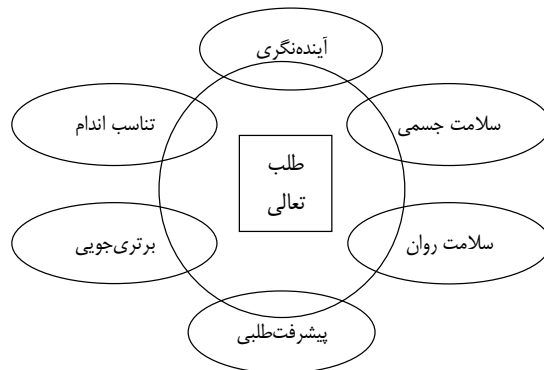 آینده‌نگری
سلامت جسمی
تناسب اندام
طلب
تعالی
سلامت روان
برتری‌جویی
پیشرفت‌طلبی